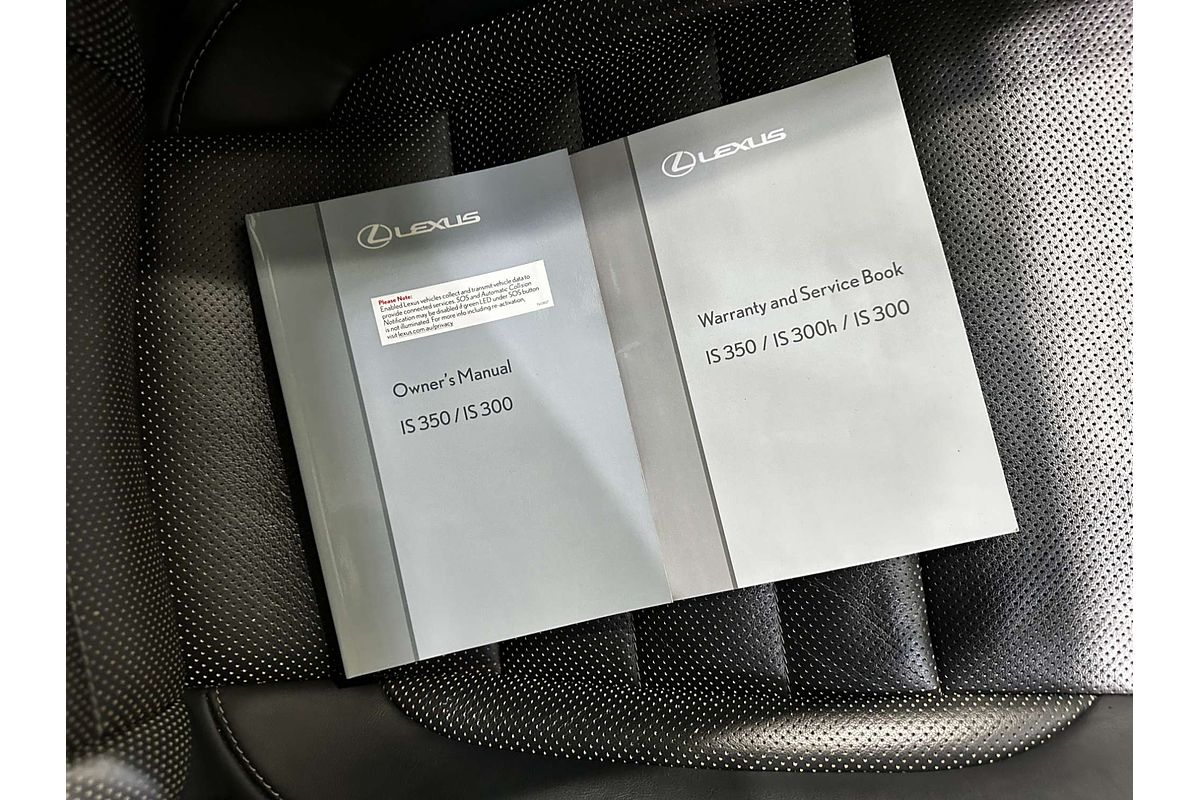 LEXUS
Please Note:
Enabled Lexus vehicles collect and transmit vehicle data to
provide connected services. SOS and Automatic Collision
Notification may be disabled if green LED under SOS button
is not illuminated. For more info including re-activation,
visit lexus.com.au/privacy.
Owner's Manual
IS 350 / IS 300
LEXUS
Warranty and Service Book
IS 350 / IS 300h / IS 300